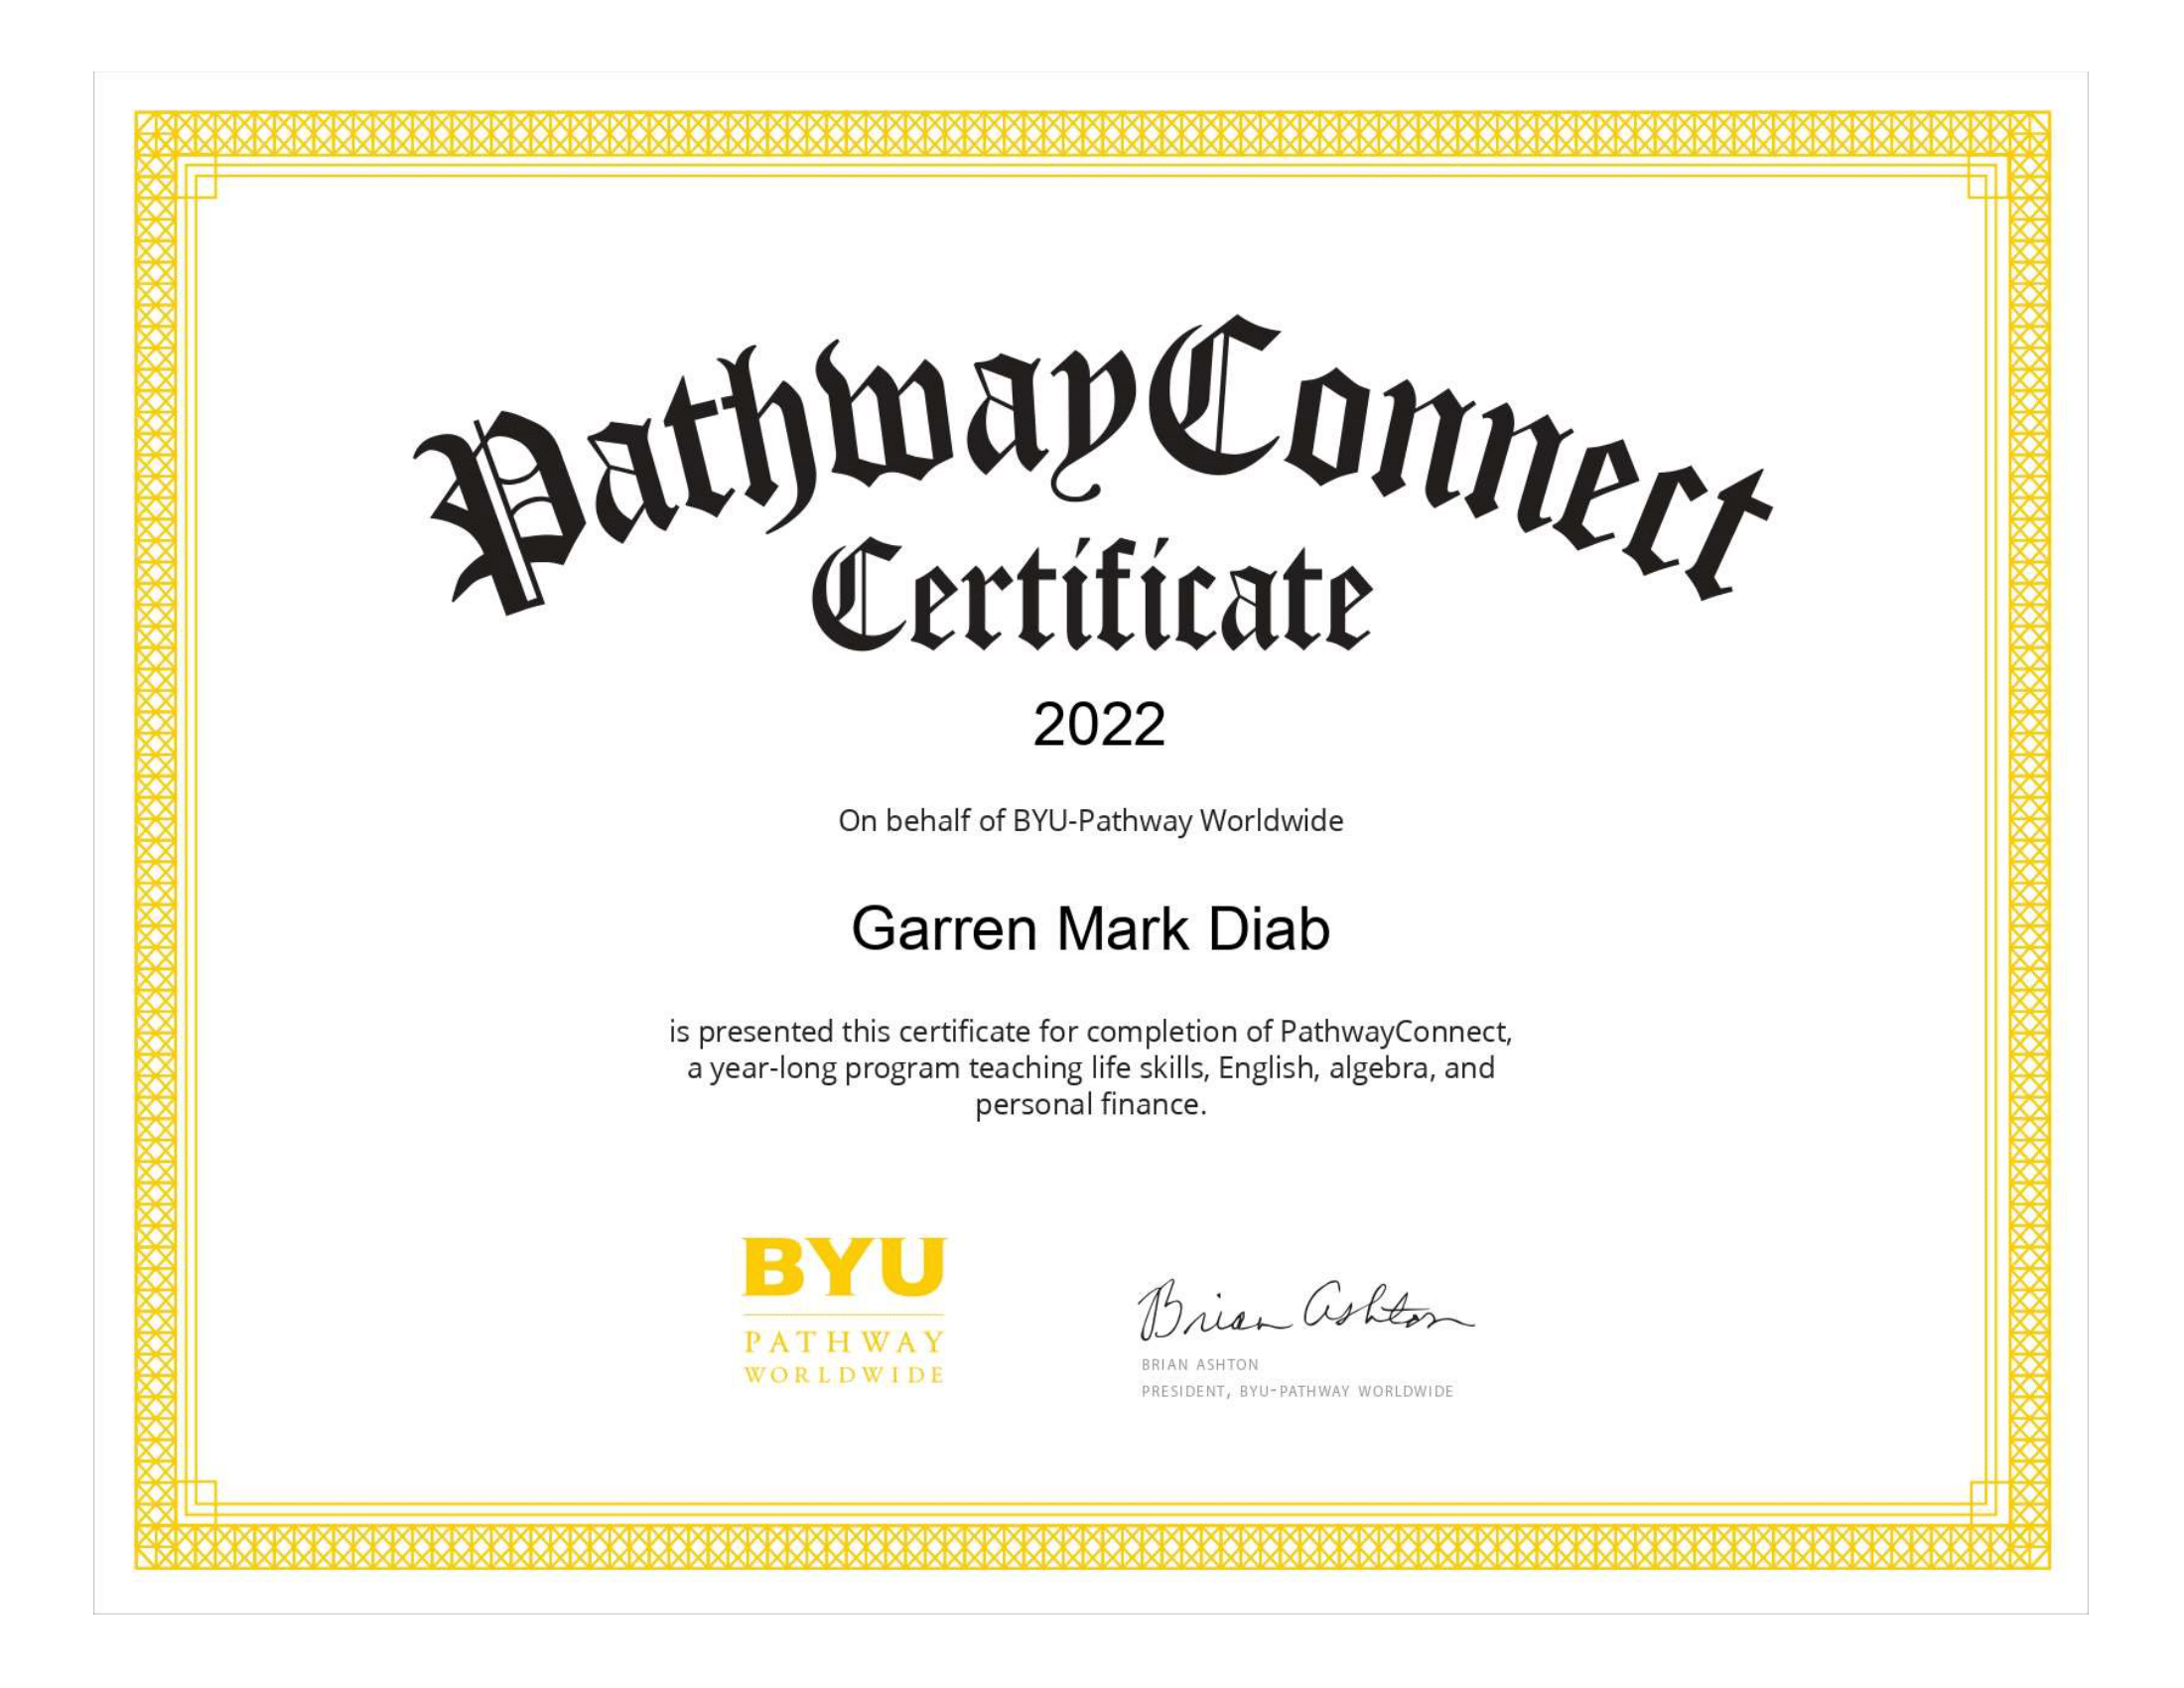 PathwayConnect
Certificate
2022
On behalf of BYU-Pathway Worldwide
Garren Mark Diab
is presented this certificate for completion of PathwayConnect,
a year-long program teaching life skills, English, algebra, and
personal finance.
BYU
PATHWAY
WORLDWIDE
Brian Ashton
BRIAN ASHTON
PRESIDENT, BYU-PATHWAY WORLDWIDE